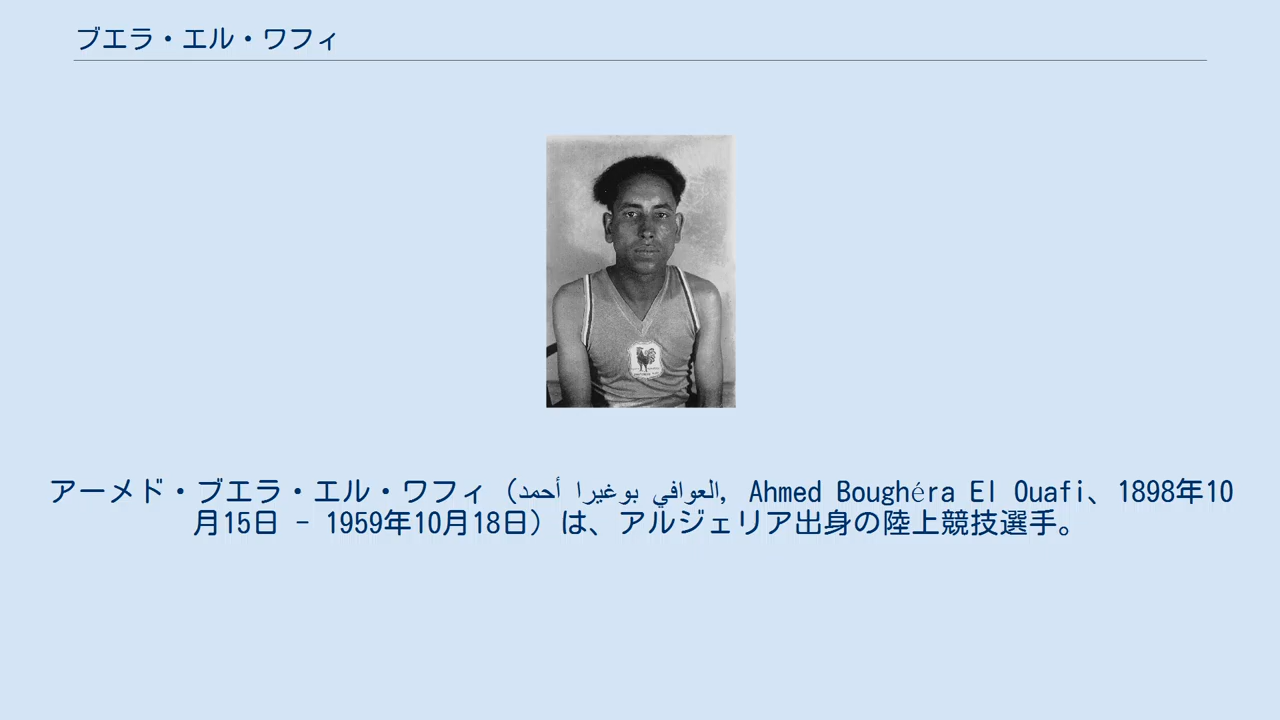 ブエラ・エル・ワフィ
アーメド・ブエラ・エル・ワフィ（أحمد بوغيرا العوافي, Ahmed Boughéra El Ouafi、1898年10
月15日 - 1959年10月18日）は、アルジェリア出身の陸上競技選手。